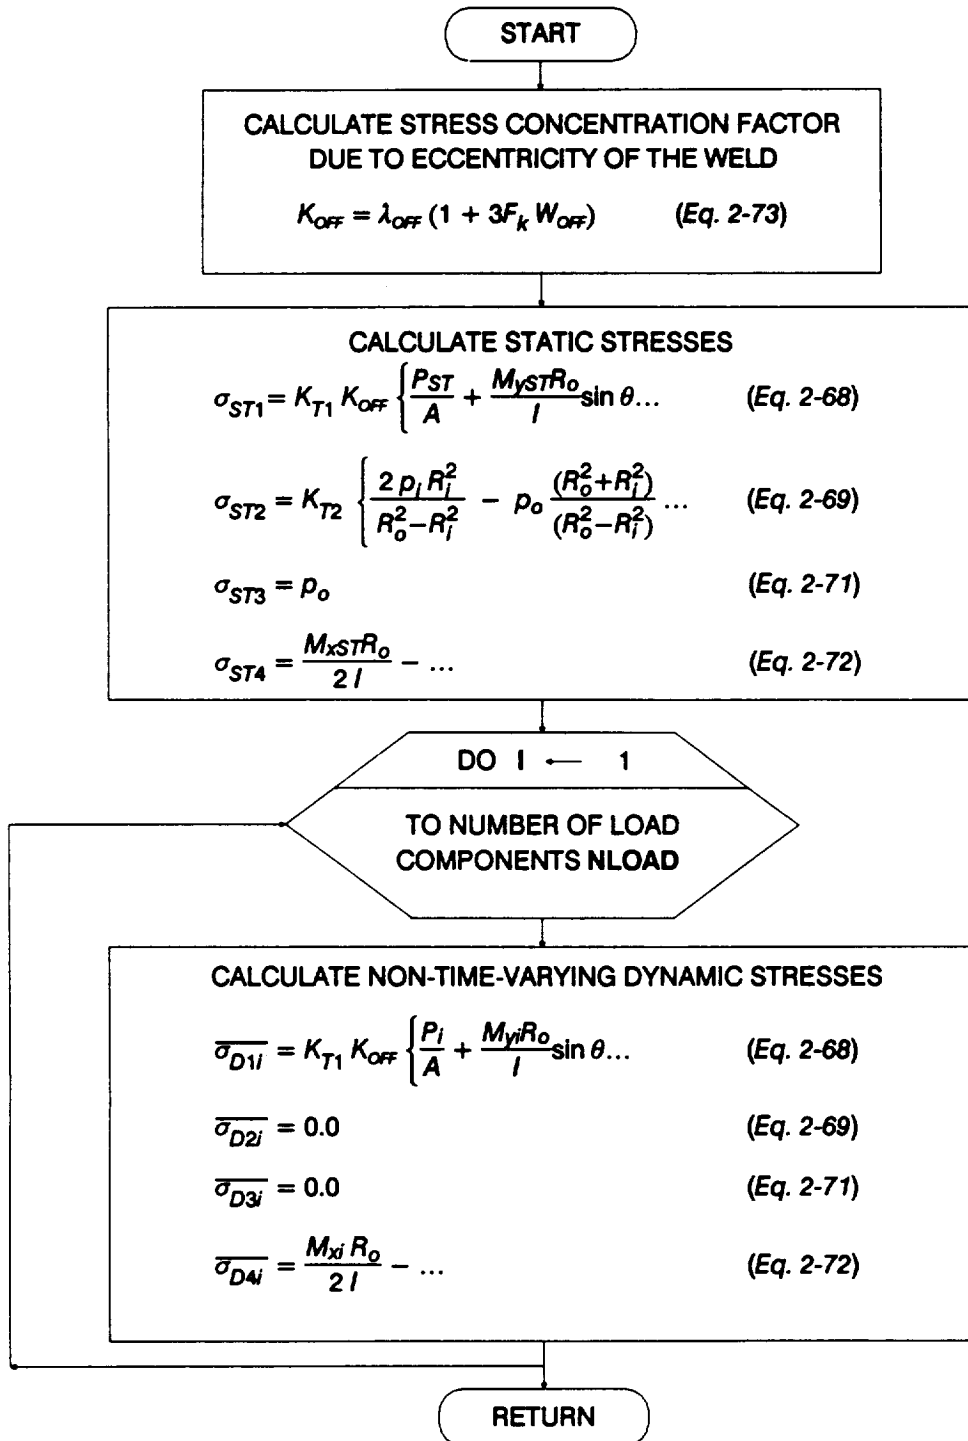 START
CALCULATE STRESS CONCENTRATION FACTOR
DUE TO ECCENTRICITY OF THE WELD
K_OFF = λ_OFF (1 + 3F_k W_OFF) (Eq. 2-73)
CALCULATE STATIC STRESSES
σ_ST1 = K_T1 K_OFF { P_ST/A + M_yST R_o/I sin θ... (Eq. 2-68)
σ_ST2 = K_T2 { 2 p_i R_i^2/(R_o^2–R_i^2) – p_o (R_o^2+R_i^2)/(R_o^2–R_i^2) ... (Eq. 2-69)
σ_ST3 = p_o (Eq. 2-71)
σ_ST4 = M_xST R_o/2 I – ... (Eq. 2-72)
DO I ← 1
TO NUMBER OF LOAD
COMPONENTS NLOAD
CALCULATE NON-TIME-VARYING DYNAMIC STRESSES
σ̅_D1i = K_T1 K_OFF { P_i/A + M_yi R_o/I sin θ... (Eq. 2-68)
σ̅_D2i = 0.0 (Eq. 2-69)
σ̅_D3i = 0.0 (Eq. 2-71)
σ̅_D4i = M_xi R_o/2 I – ... (Eq. 2-72)
RETURN